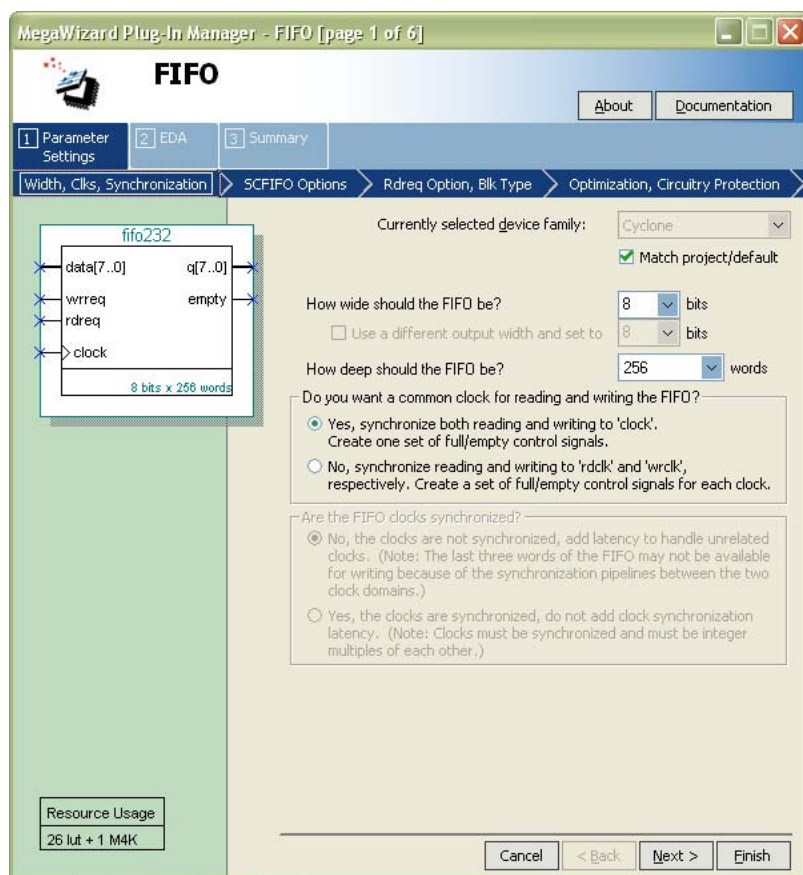 MegaWizard Plug-In Manager - FIFO [page 1 of 6]
FIFO
About
Documentation
1 Parameter Settings
2 EDA
3 Summary
Width, Clks, Synchronization
SCFIFO Options
Rdreq Option, Blk Type
Optimization, Circuitry Protection
fifo232
data[7..0] q[7..0]
wrreq empty
rdreq
clock
8 bits x 256 words
Currently selected device family: Cyclone
Match project/default
How wide should the FIFO be? 8 bits
Use a different output width and set to 8 bits
How deep should the FIFO be? 256 words
Do you want a common clock for reading and writing the FIFO?
Yes, synchronize both reading and writing to 'clock'.
Create one set of full/empty control signals.
No, synchronize reading and writing to 'rdclk' and 'wrclk',
respectively. Create a set of full/empty control signals for each clock.
Are the FIFO clocks synchronized?
No, the clocks are not synchronized, add latency to handle unrelated
clocks. (Note: The last three words of the FIFO may not be available
for writing because of the synchronization pipelines between the two
clock domains.)
Yes, the clocks are synchronized, do not add clock synchronization
latency. (Note: Clocks must be synchronized and must be integer
multiples of each other.)
Resource Usage
26 lut + 1 M4K
Cancel
< Back
Next >
Finish